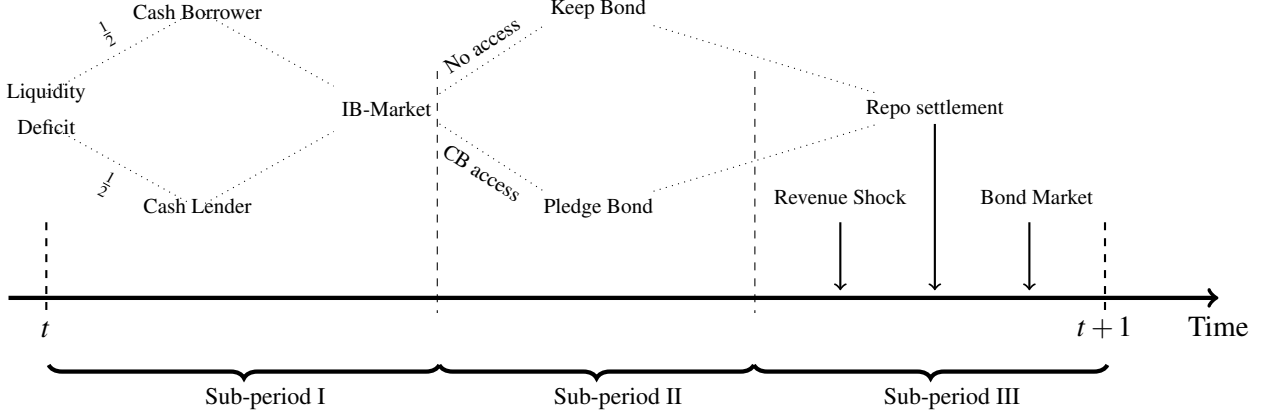 Cash Borrower
Keep Bond
1/2
No access
Liquidity
Deficit
IB-Market
Repo settlement
1/2
CB access
Cash Lender
Pledge Bond
Revenue Shock
Bond Market
t
t + 1
Time
Sub-period I
Sub-period II
Sub-period III